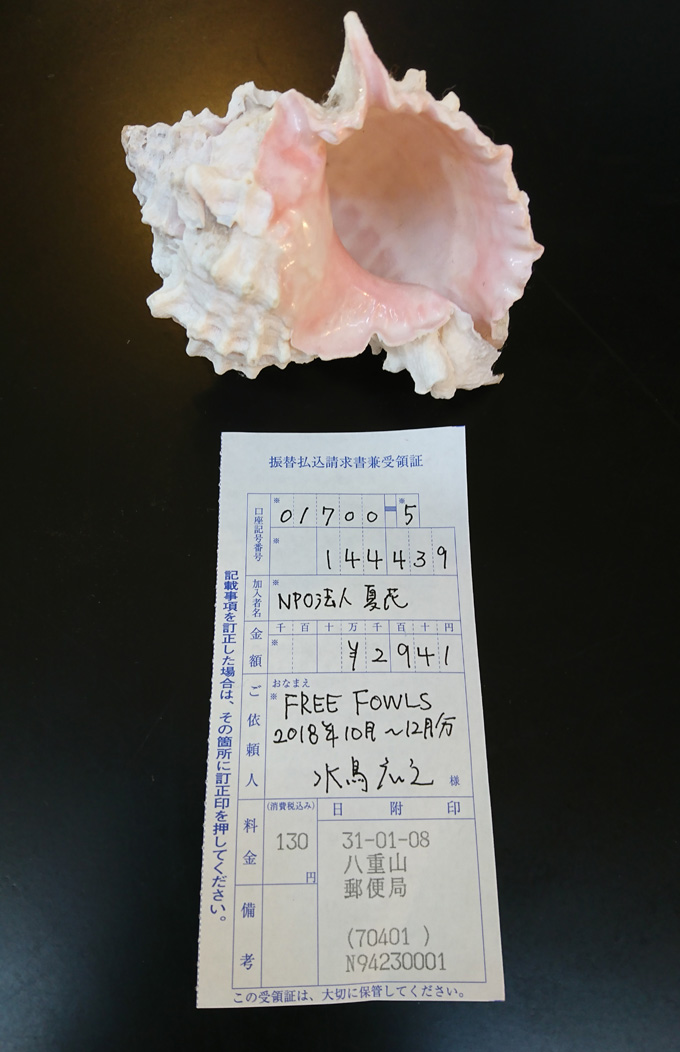 振替払込請求書兼受領証
口座記号番号
※ 01700-※5
※ 144439
加入者名
※ NPO法人 夏花
金額
千 百 十 万 千 百 十 円
※ ¥2941
ご依頼人
おなまえ
※ FREE FOWLS
2018年10月〜12月分
水鳥 宏之 様
料金
(消費税込み)
130
円
日 附 印
31-01-08
八重山
郵便局
(70401 )
N94230001
備考
記載事項を訂正した場合は、その箇所に訂正印を押してください。
この受領証は、大切に保管してください。